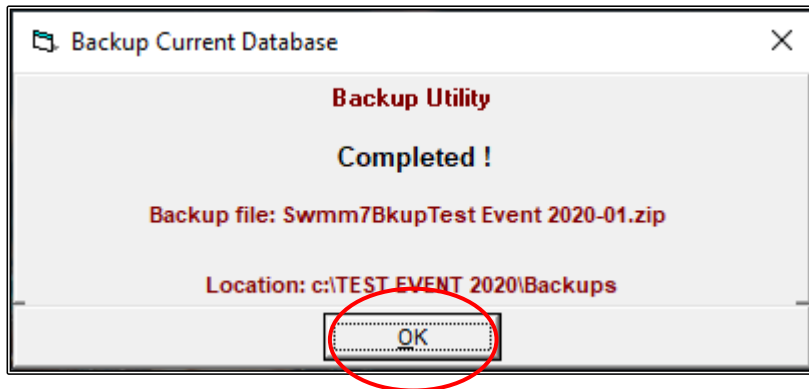 Backup Current Database
Backup Utility
Completed !
Backup file: Swmm7BkupTest Event 2020-01.zip
Location: c:\TEST EVENT 2020\Backups
OK